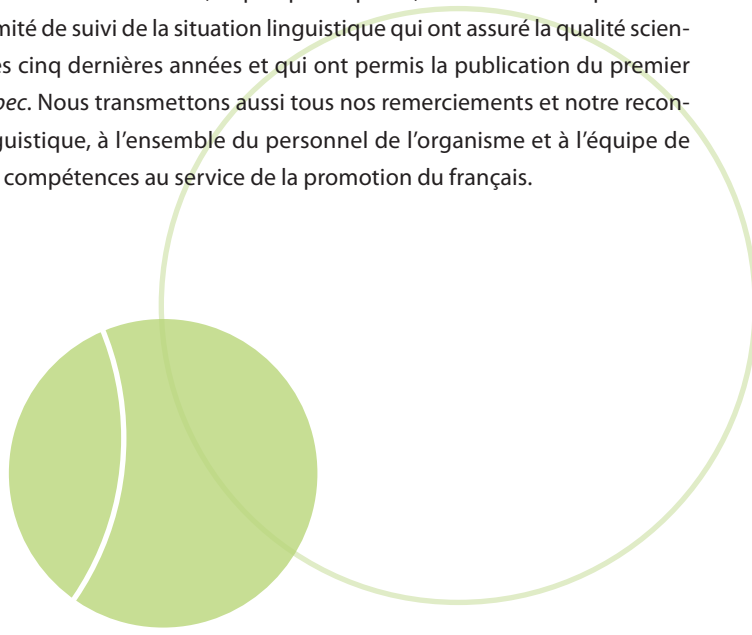 mité de suivi de la situation linguistique qui ont assuré la qualité scien-
es cinq dernières années et qui ont permis la publication du premier
bec. Nous transmettons aussi tous nos remerciements et notre recon-
guistique, à l'ensemble du personnel de l'organisme et à l'équipe de
compétences au service de la promotion du français.